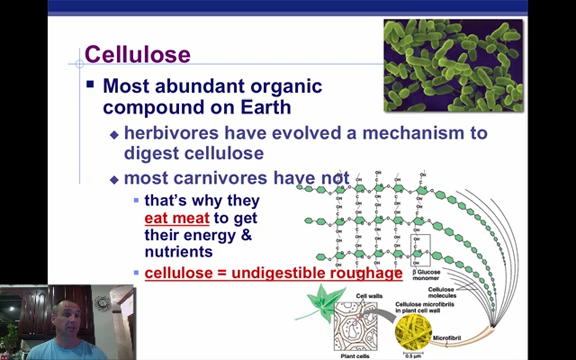 Cellulose
Most abundant organic
compound on Earth
herbivores have evolved a mechanism to
digest cellulose
most carnivores have not
that's why they
eat meat to get
their energy &
nutrients
cellulose = undigestible roughage
β Glucose
monomer
Cellulose
molecules
Cell walls
Cellulose microfibrils
in plant cell wall
Microfibril
Plant cells
0.5 μm